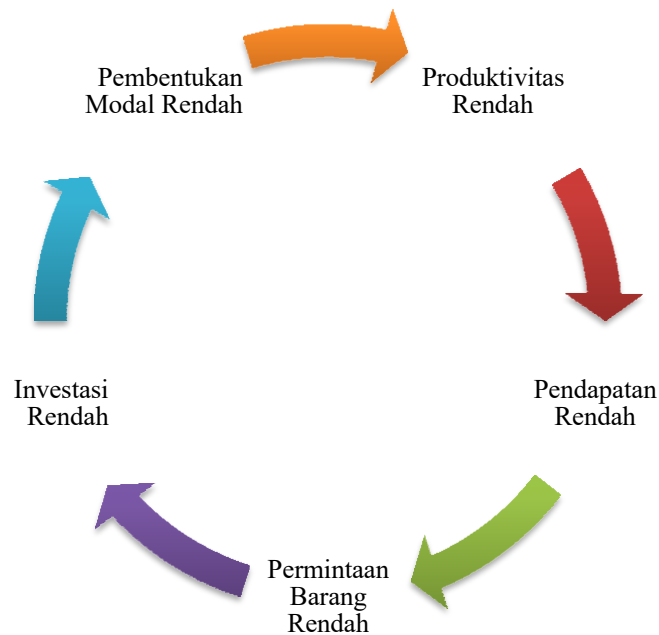 Pembentukan
Modal Rendah
Produktivitas
Rendah
Pendapatan
Rendah
Permintaan
Barang
Rendah
Investasi
Rendah